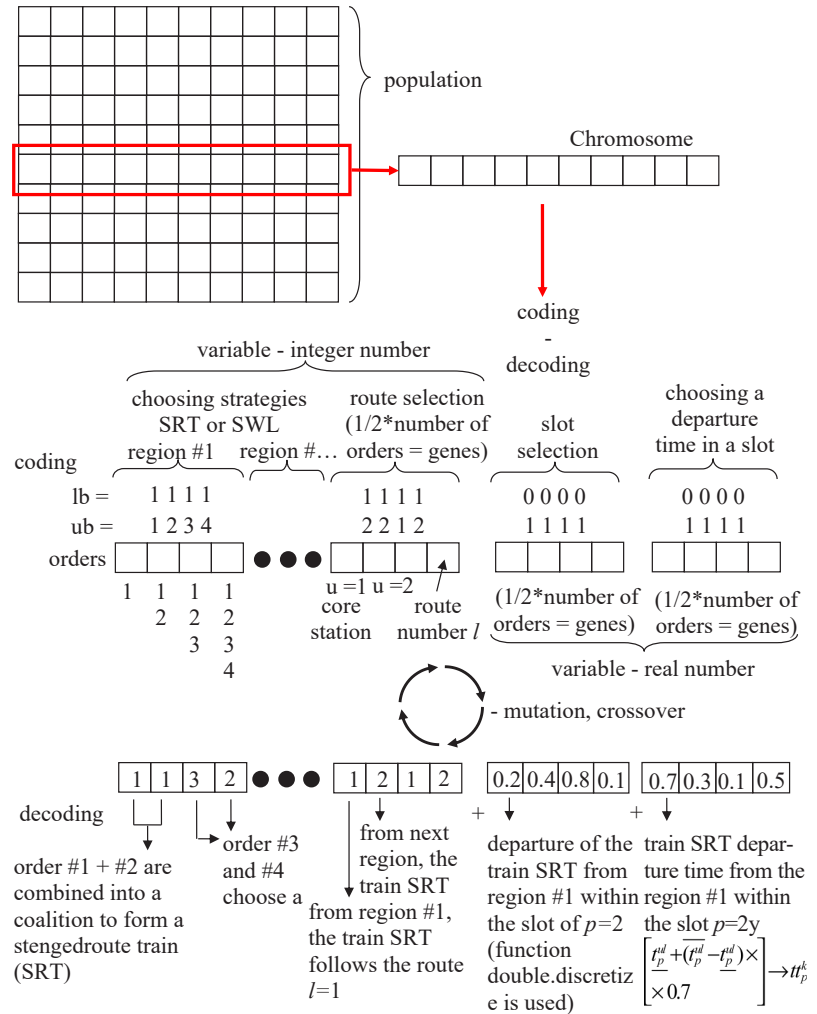 population
Chromosome
coding
-
decoding
variable - integer number
choosing strategies
SRT or SWL
region #1
region #…
route selection
(1/2*number of
orders = genes)
slot
selection
choosing a
departure
time in a slot
coding
lb = 1 1 1 1 1 1 1 1 0 0 0 0 0 0 0 0
ub = 1 2 3 4 2 2 1 2 1 1 1 1 1 1 1 1
orders
1 1 1 1
2 2 2
3 3
4
u =1 u =2
core
station
route
number l
(1/2*number of
orders = genes)
(1/2*number of
orders = genes)
variable - real number
- mutation, crossover
1 1 3 2 1 2 1 2 0.2 0.4 0.8 0.1 0.7 0.3 0.1 0.5
decoding
+ +
order #1 + #2 are
combined into a
coalition to form a
stengedroute train
(SRT)
order #3
and #4
choose a
from next
region, the
train SRT
from region #1,
the train SRT
follows the route
l=1
departure of the
train SRT from
region #1 within
the slot of p=2
(function
double.discretiz
e is used)
train SRT depar-
ture time from the
region #1 within
the slot p=2y
[t_p^{ul} + (t_p^{ul} − t_p^{ul}) ×
×0.7] → tt_p^k